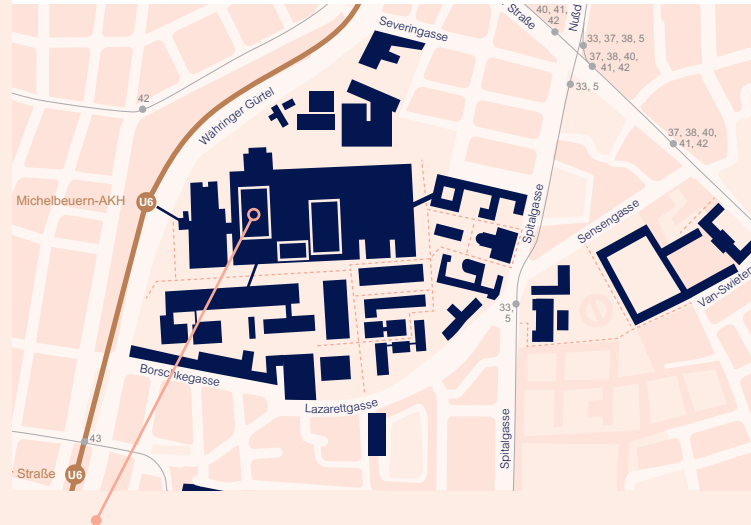 Severingasse
Straße
40, 41,
42
Nußd
33, 37, 38, 5
37, 38, 40,
41, 42
33, 5
42
Währinger Gürtel
37, 38, 40,
41, 42
Michelbeuern-AKH
U6
Spitalgasse
Sensengasse
Van-Swieten
33,
5
Borschkegasse
Lazarettgasse
Spitalgasse
43
Straße
U6